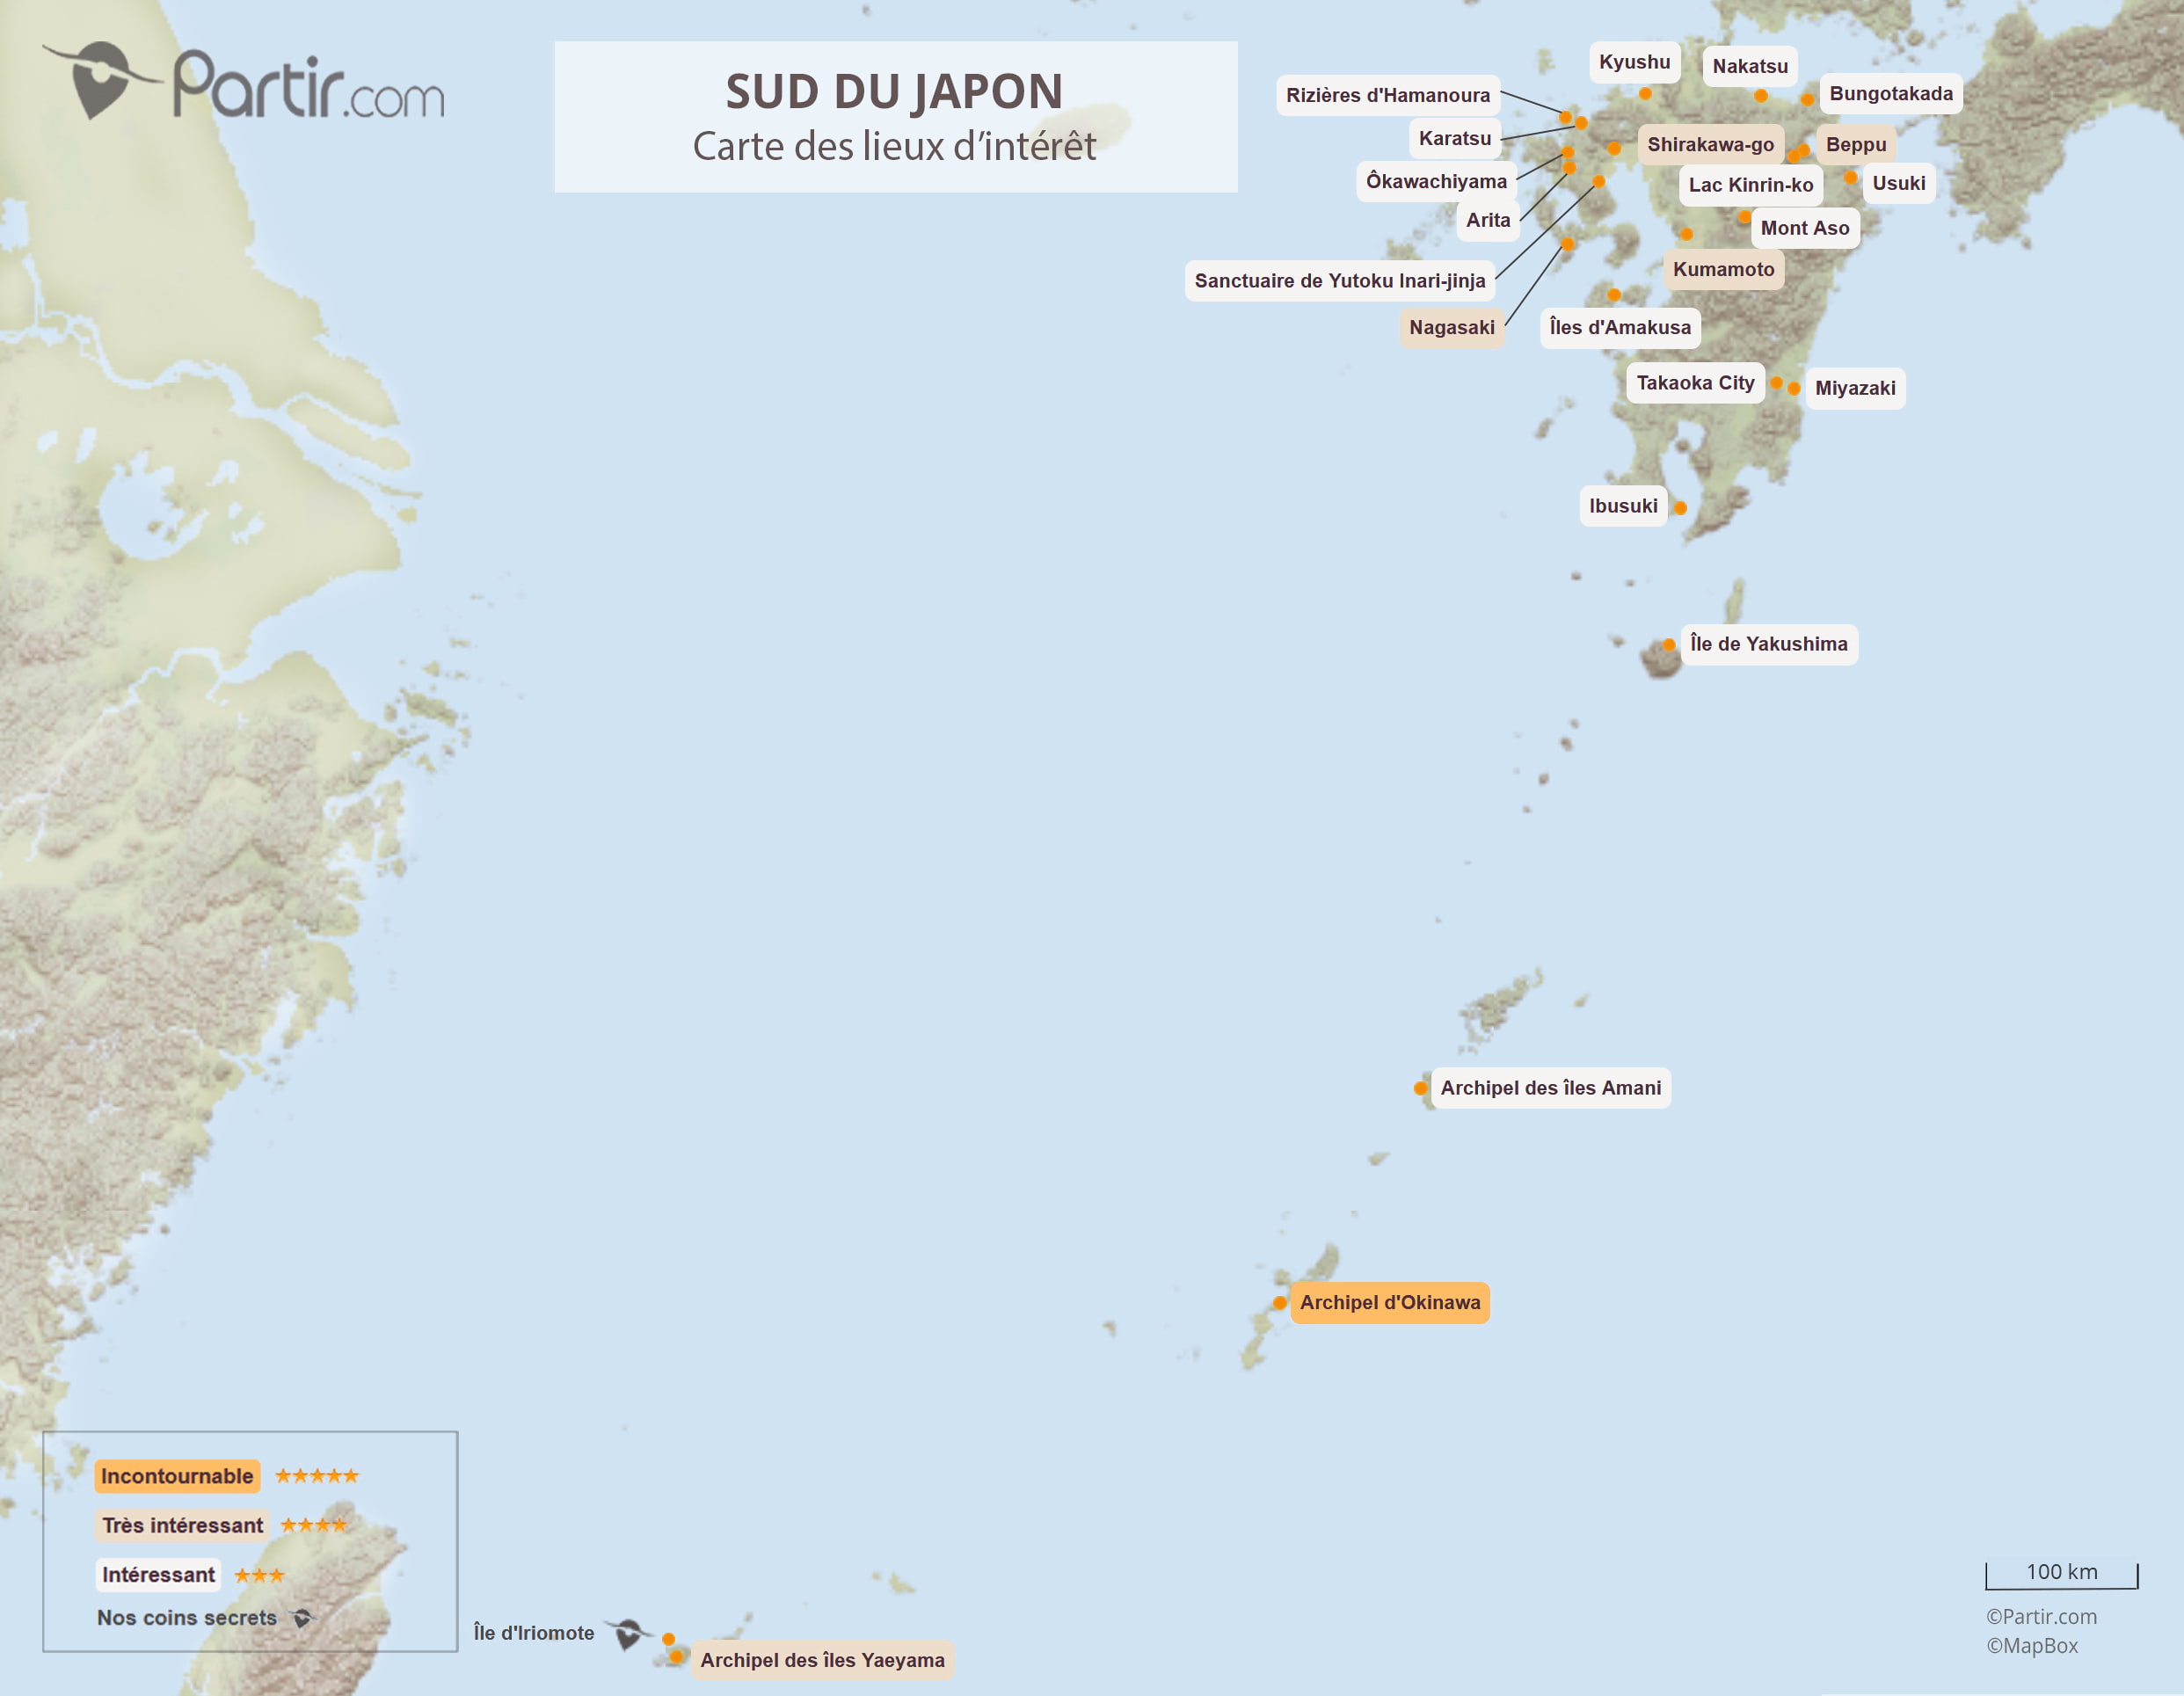 Partir.com
SUD DU JAPON
Carte des lieux d'intérêt
Kyushu
Nakatsu
Rizières d'Hamanoura
Bungotakada
Karatsu
Shirakawa-go
Beppu
Ôkawachiyama
Lac Kinrin-ko
Usuki
Arita
Mont Aso
Kumamoto
Sanctuaire de Yutoku Inari-jinja
Nagasaki
Îles d'Amakusa
Takaoka City
Miyazaki
Ibusuki
Île de Yakushima
Archipel des îles Amani
Archipel d'Okinawa
Incontournable
Très intéressant
Intéressant
Nos coins secrets
Île d'Iriomote
Archipel des îles Yaeyama
100 km
©Partir.com
©MapBox